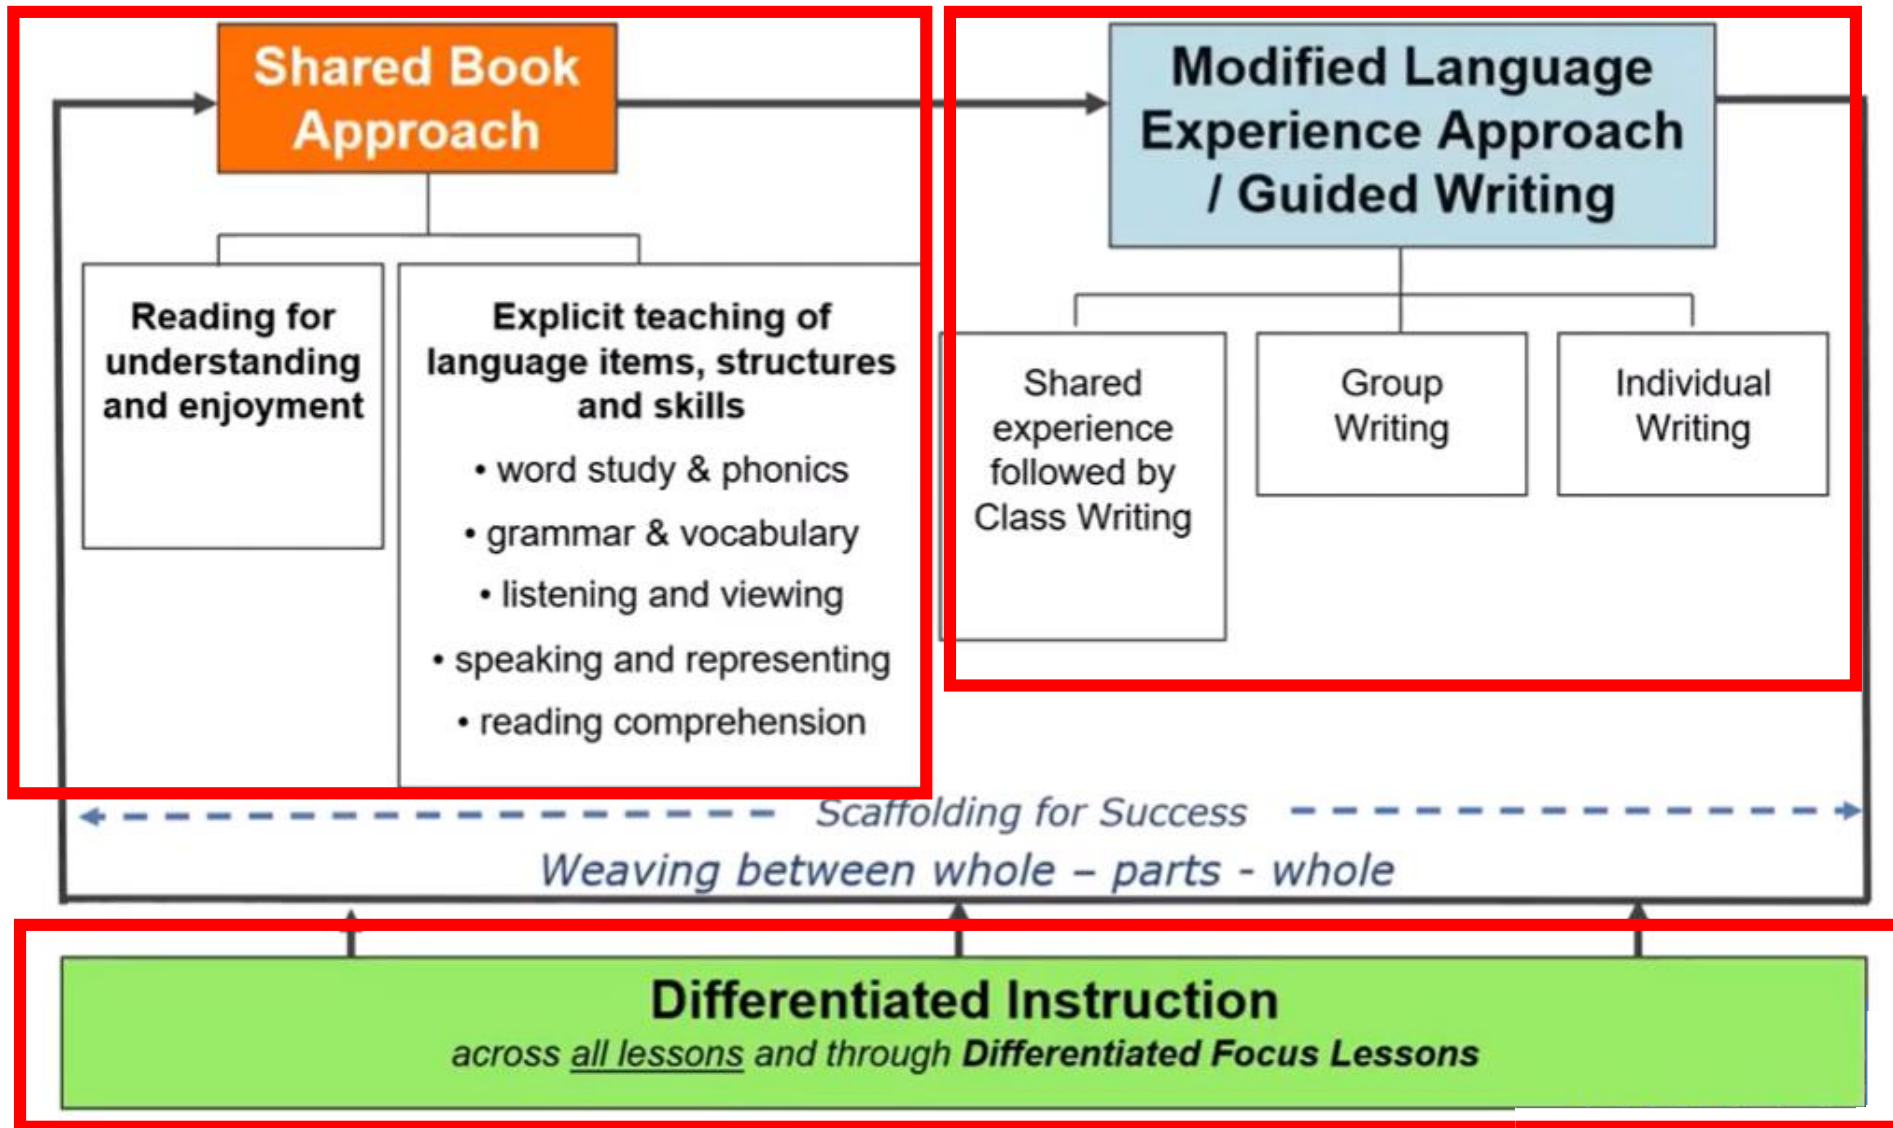 Shared Book
Approach
Modified Language
Experience Approach
/ Guided Writing
Reading for
understanding
and enjoyment
Explicit teaching of
language items, structures
and skills
• word study & phonics
• grammar & vocabulary
• listening and viewing
• speaking and representing
• reading comprehension
Shared
experience
followed by
Class Writing
Group
Writing
Individual
Writing
Scaffolding for Success
Weaving between whole – parts - whole
Differentiated Instruction
across all lessons and through Differentiated Focus Lessons